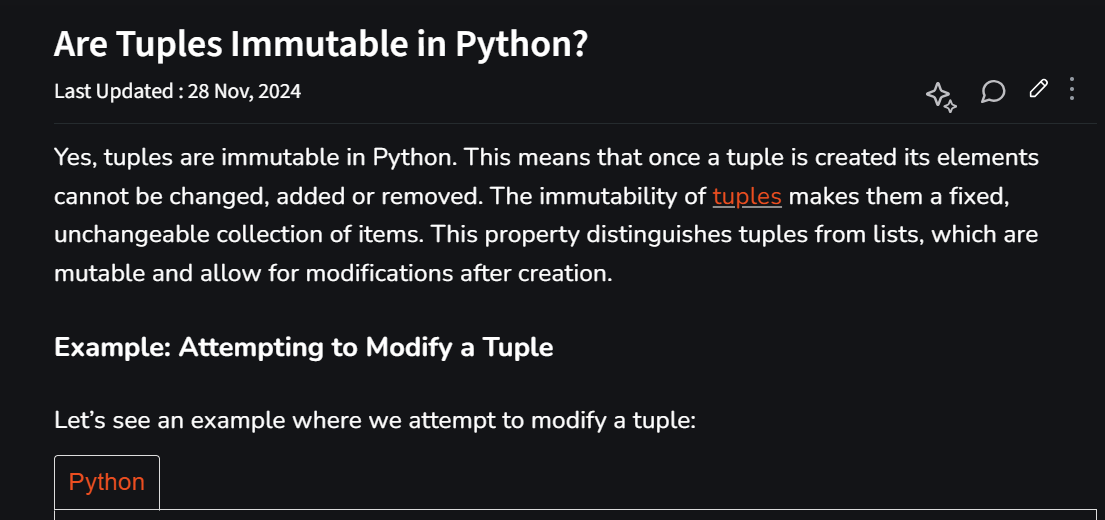 Are Tuples Immutable in Python?
Last Updated : 28 Nov, 2024
Yes, tuples are immutable in Python. This means that once a tuple is created its elements
cannot be changed, added or removed. The immutability of tuples makes them a fixed,
unchangeable collection of items. This property distinguishes tuples from lists, which are
mutable and allow for modifications after creation.
Example: Attempting to Modify a Tuple
Let’s see an example where we attempt to modify a tuple:
Python